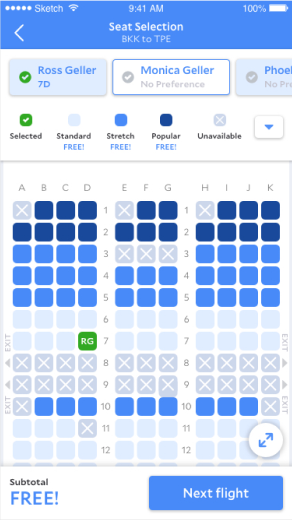 Sketch 9:41 AM 100%
Seat Selection
BKK to TPE
Ross Geller
7D
Monica Geller
No Preference
Phoe
No Pre
Selected
Standard
FREE!
Stretch
FREE!
Popular
FREE!
Unavailable
A B C D E F G H I J K
1 1
2 2
3 3
4 4
5 5
6 6
EXIT RG 7 7 EXIT
8 8
9 9
EXIT 10 10 EXIT
11 11
12 12
Subtotal
FREE!
Next flight